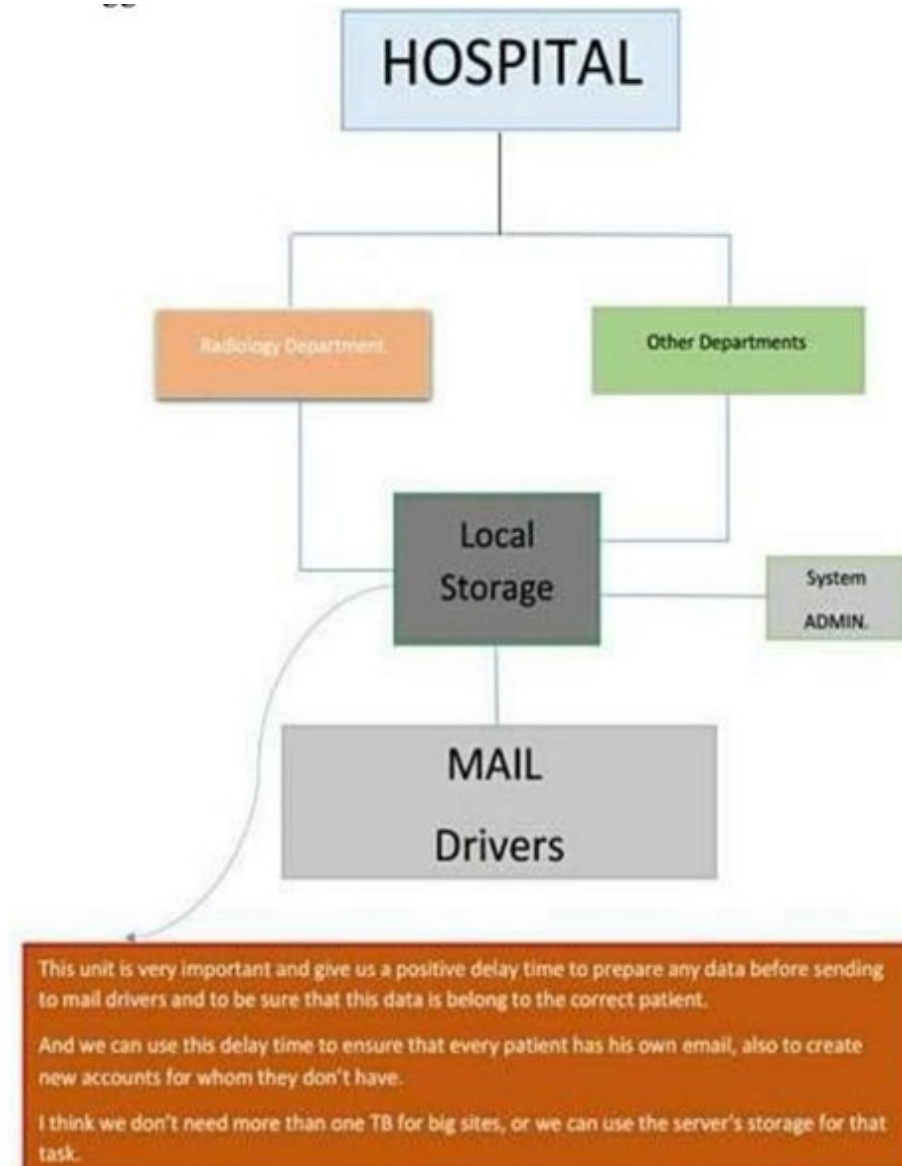 HOSPITAL
Radiology Department
Other Departments
Local
Storage
System
ADMIN.
MAIL
Drivers
This unit is very important and give us a positive delay time to prepare any data before sending
to mail drivers and to be sure that this data is belong to the correct patient.
And we can use this delay time to ensure that every patient has his own email, also to create
new accounts for whom they don't have.
I think we don't need more than one TB for big sites, or we can use the server's storage for that
task.